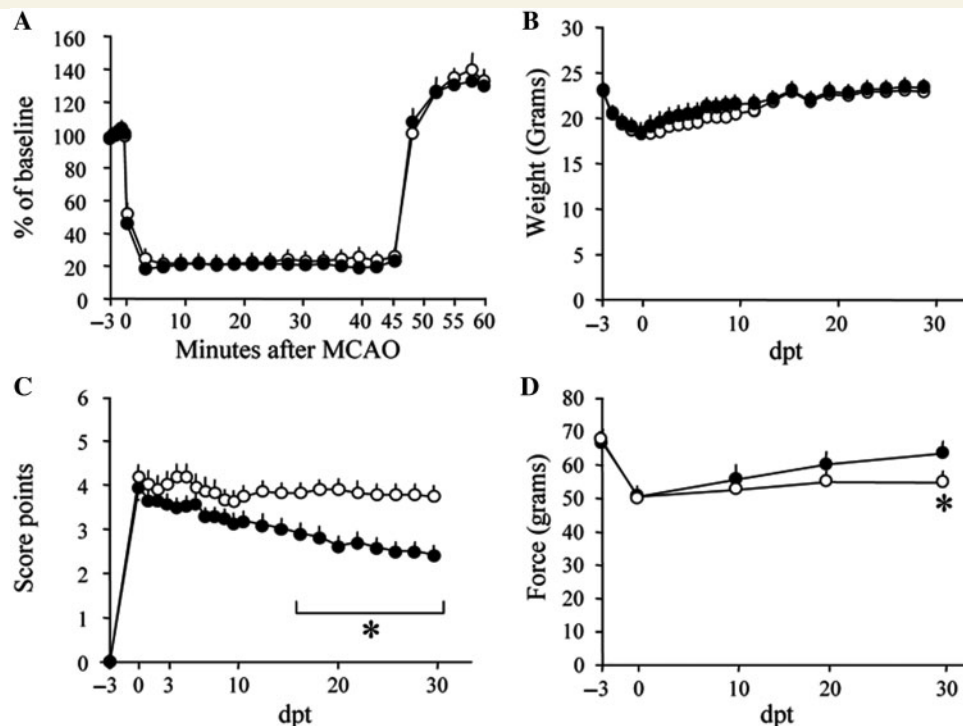 A
% of baseline
160
140
120
100
80
60
40
20
0
−3 0 10 20 30 40 45 50 55 60
Minutes after MCAO
B
Weight (Grams)
30
25
20
15
10
5
0
−3 0 10 20 30
dpt
C
Score points
6
5
4
3
2
1
0
*
−3 0 3 10 20 30
dpt
D
Force (grams)
80
70
60
50
40
30
20
10
0
*
−3 0 10 20 30
dpt